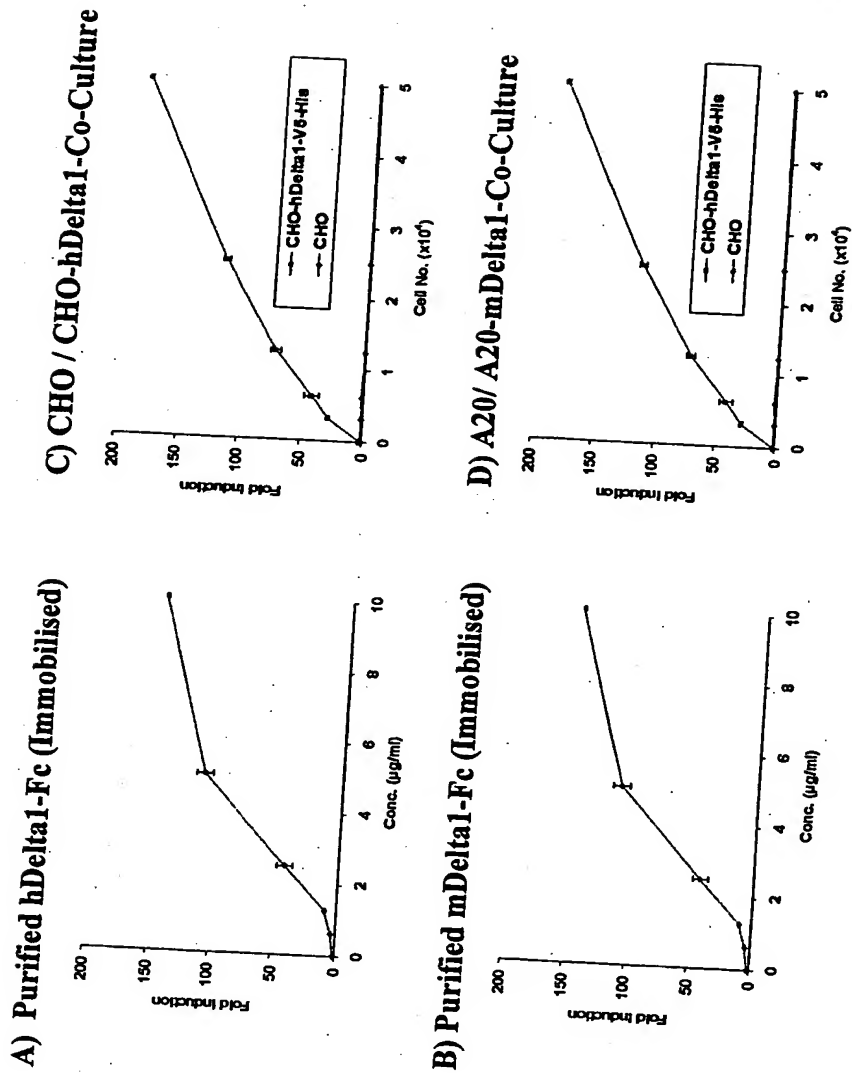 A) Purified hDelta1-Fc (Immobilised)
Fold Induction
200
150
100
50
0
0 2 4 6 8 10
Conc. (µg/ml)
B) Purified mDelta1-Fc (Immobilised)
Fold Induction
200
150
100
50
0
0 2 4 6 8 10
Conc. (µg/ml)
C) CHO / CHO-hDelta1-Co-Culture
Fold Induction
200
150
100
50
0
CHO-hDelta1-V5-His
CHO
0 1 2 3 4 5
Cell No. (x10⁴)
D) A20/ A20-mDelta1-Co-Culture
Fold Induction
200
150
100
50
0
CHO-hDelta1-V5-His
CHO
0 1 2 3 4 5
Cell No. (x10⁴)